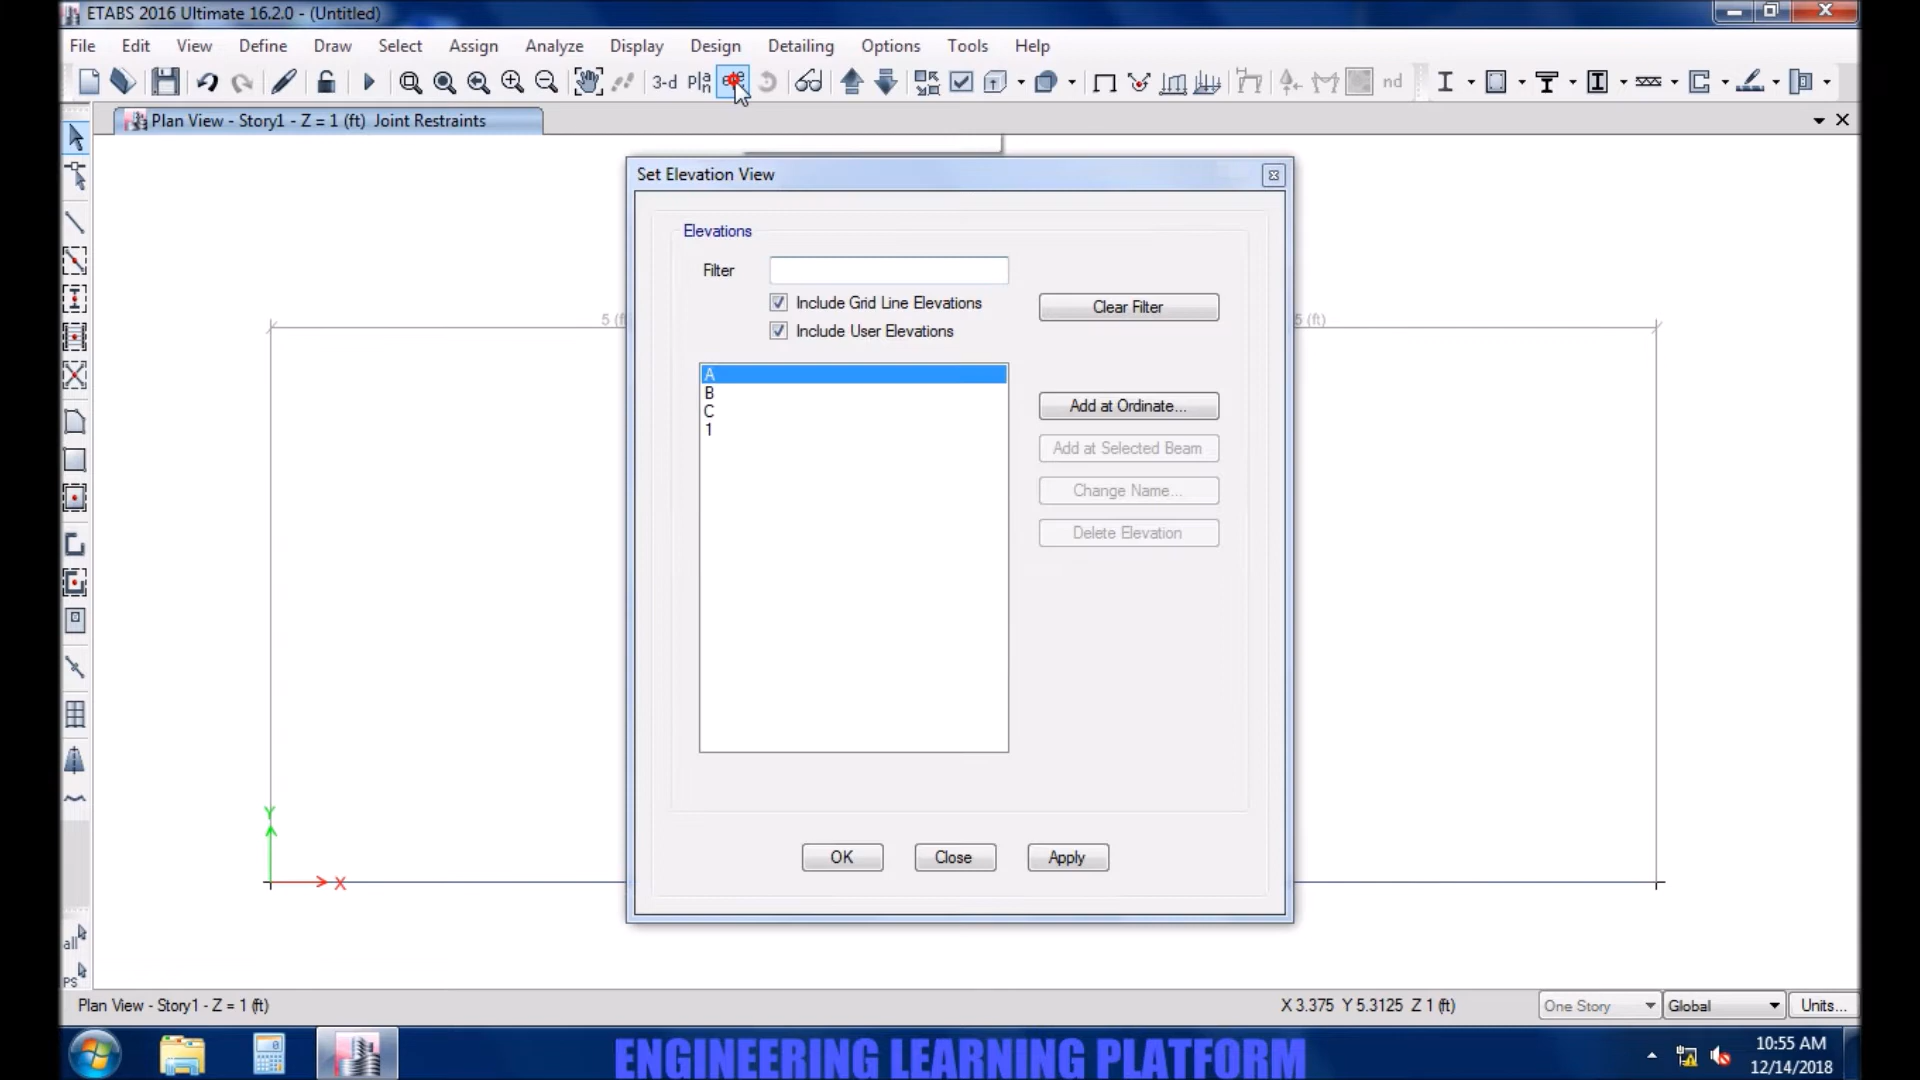 ETABS 2016 Ultimate 16.2.0 - (Untitled)
File Edit View Define Draw Select Assign Analyze Display Design Detailing Options Tools Help
3-d pla nd
Plan View - Story1 - Z = 1 (ft) Joint Restraints
Set Elevation View
Elevations
Filter
Include Grid Line Elevations
Clear Filter
5 (ft)
Include User Elevations
A
B
Add at Ordinate...
C
1
Add at Selected Beam
Change Name...
Delete Elevation
Y
OK Close Apply
X
all
PS
Plan View - Story1 - Z = 1 (ft) X 3.375 Y 5.3125 Z 1 (ft) One Story Global Units...
ENGINEERING LEARNING PLATFORM
10:55 AM
12/14/2018